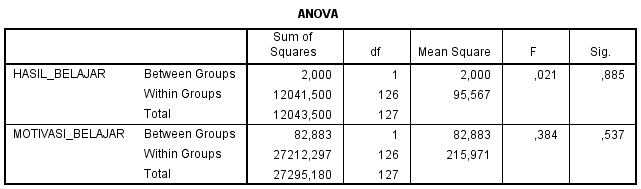 ANOVA
Sum of Squares df Mean Square F Sig.
HASIL_BELAJAR Between Groups 2,000 1 2,000 ,021 ,885
Within Groups 12041,500 126 95,567
Total 12043,500 127
MOTIVASI_BELAJAR Between Groups 82,883 1 82,883 ,384 ,537
Within Groups 27212,297 126 215,971
Total 27295,180 127